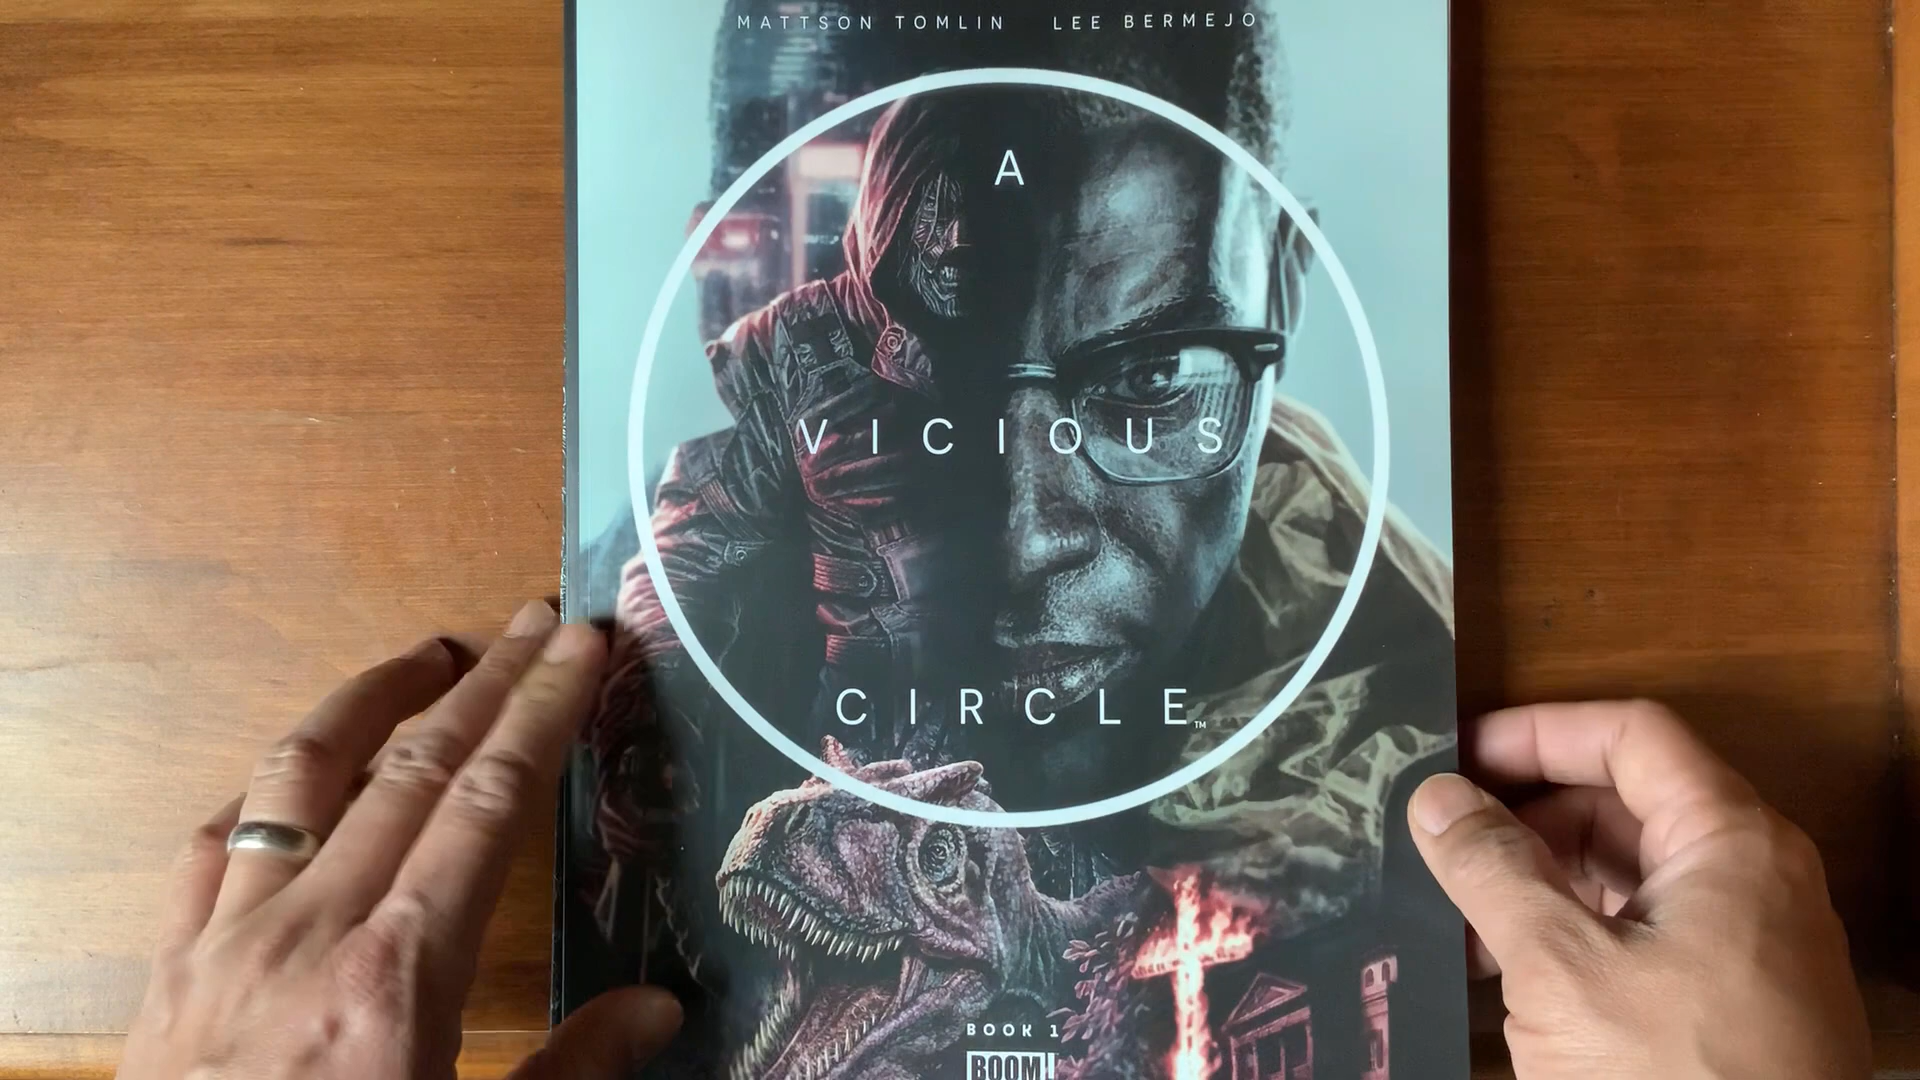 MATTSON TOMLIN LEE BERMEJO
A
VICIOUS
CIRCLE™
BOOK 1
BOOM!